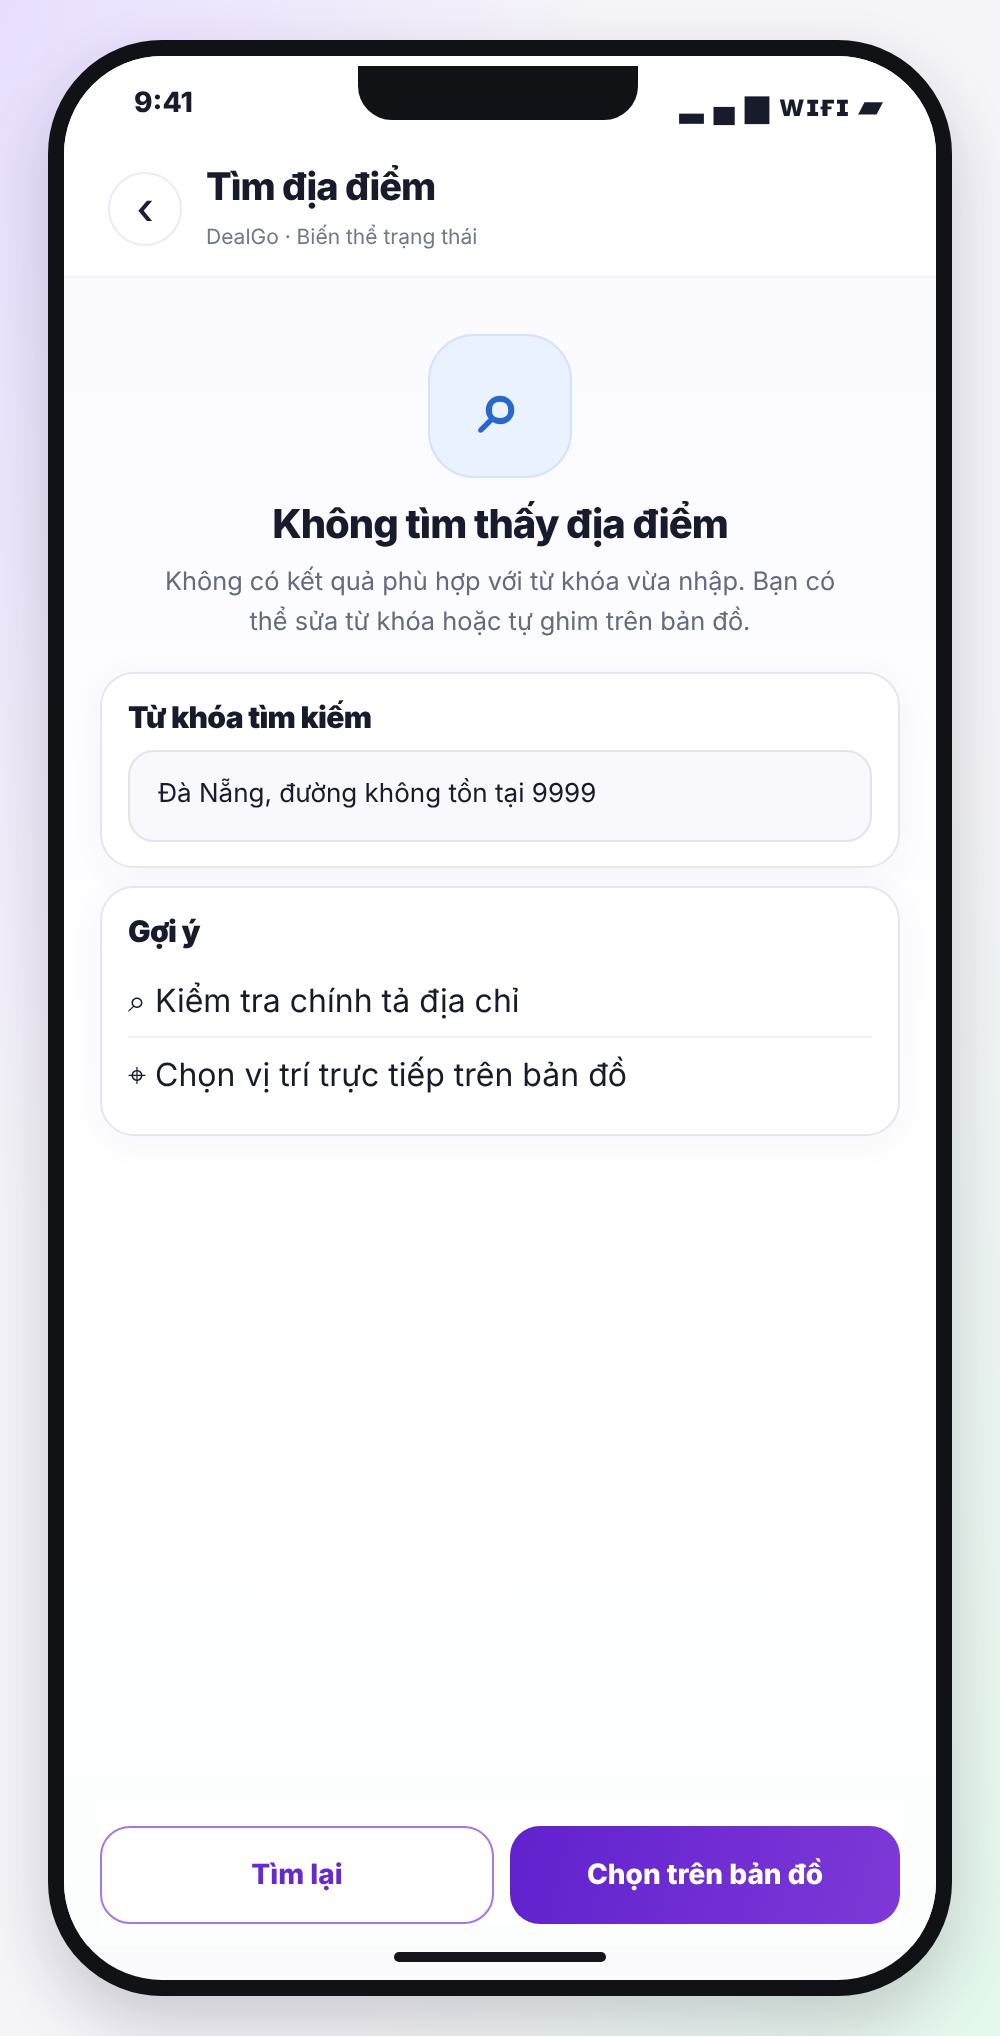 9:41
WIFI
Tìm địa điểm
DealGo · Biến thể trạng thái
Không tìm thấy địa điểm
Không có kết quả phù hợp với từ khóa vừa nhập. Bạn có
thể sửa từ khóa hoặc tự ghim trên bản đồ.
Từ khóa tìm kiếm
Đà Nẵng, đường không tồn tại 9999
Gợi ý
⌕ Kiểm tra chính tả địa chỉ
⌖ Chọn vị trí trực tiếp trên bản đồ
Tìm lại
Chọn trên bản đồ